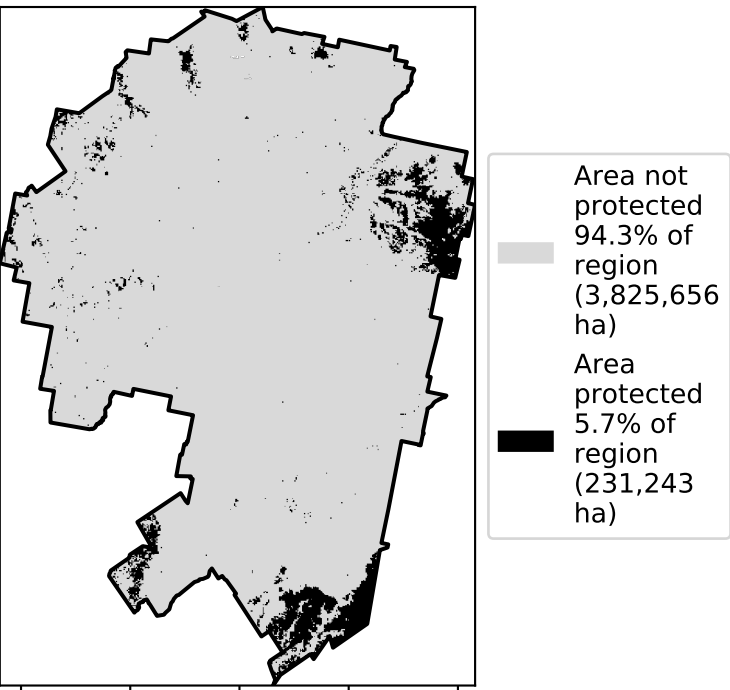 Area not
protected
94.3% of
region
(3,825,656
ha)
Area
protected
5.7% of
region
(231,243
ha)